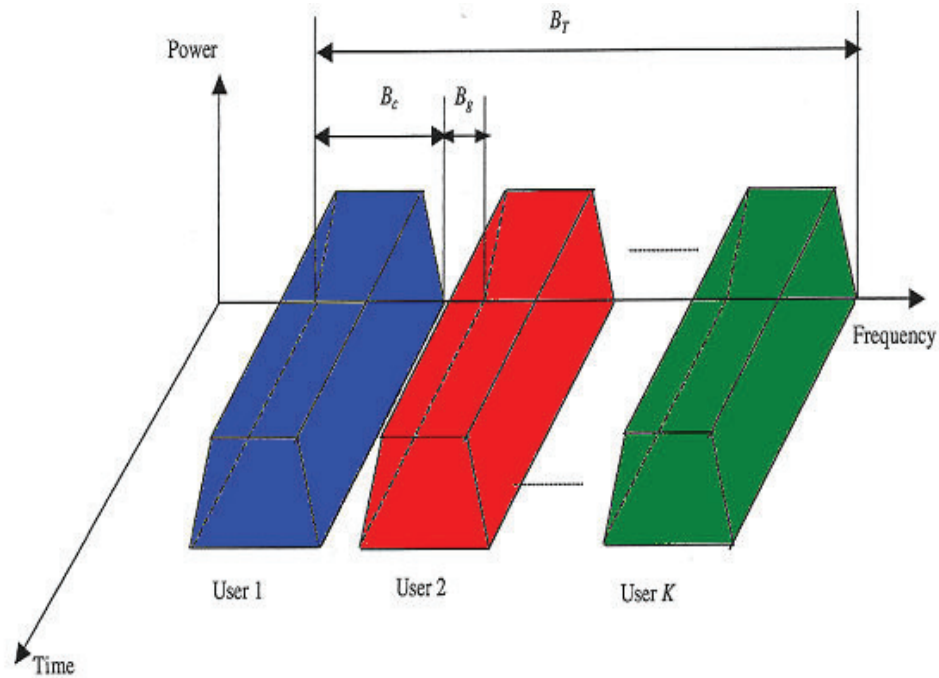 B_T
Power
B_c
B_g
Frequency
User 1
User 2
User K
Time